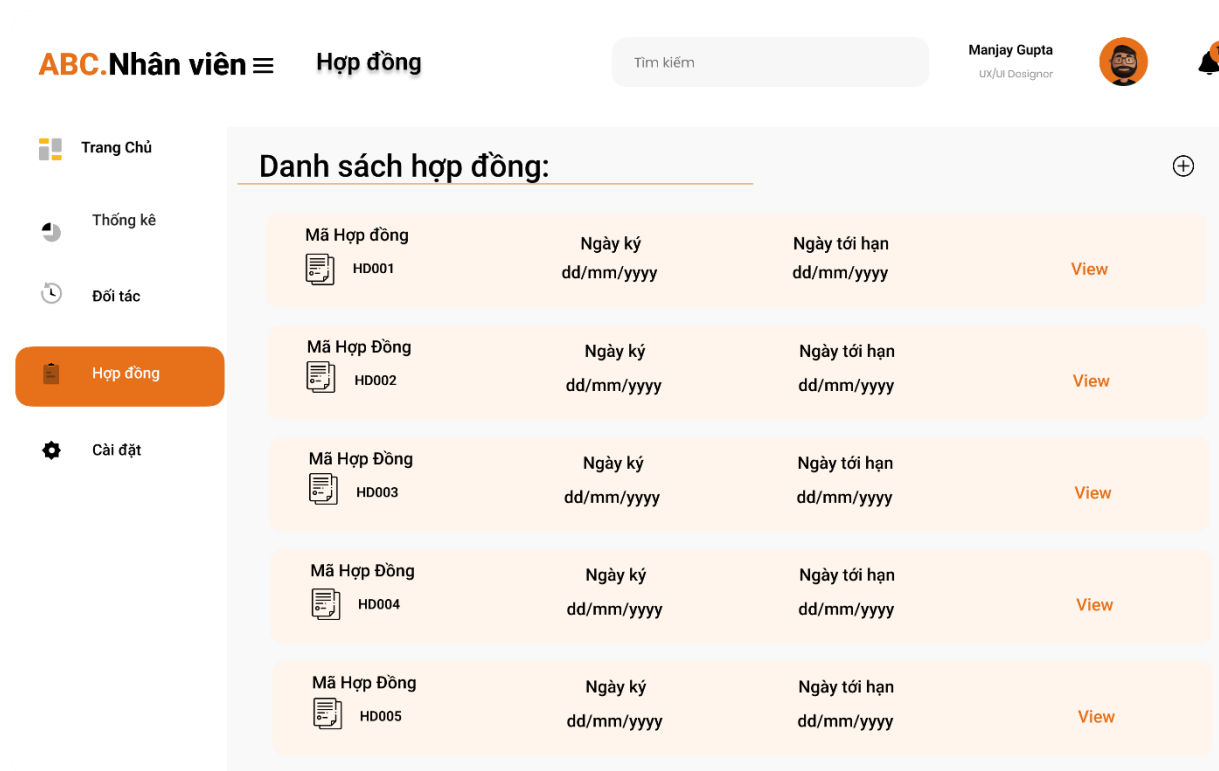 ABC.Nhân viên
Hợp đồng
Tìm kiếm
Manjay Gupta
UX/UI Designer
1
Trang Chủ
Thống kê
Đối tác
Hợp đồng
Cài đặt
Danh sách hợp đồng:
Mã Hợp đồng
HD001
Ngày ký
dd/mm/yyyy
Ngày tới hạn
dd/mm/yyyy
View
Mã Hợp Đồng
HD002
Ngày ký
dd/mm/yyyy
Ngày tới hạn
dd/mm/yyyy
View
Mã Hợp Đồng
HD003
Ngày ký
dd/mm/yyyy
Ngày tới hạn
dd/mm/yyyy
View
Mã Hợp Đồng
HD004
Ngày ký
dd/mm/yyyy
Ngày tới hạn
dd/mm/yyyy
View
Mã Hợp Đồng
HD005
Ngày ký
dd/mm/yyyy
Ngày tới hạn
dd/mm/yyyy
View